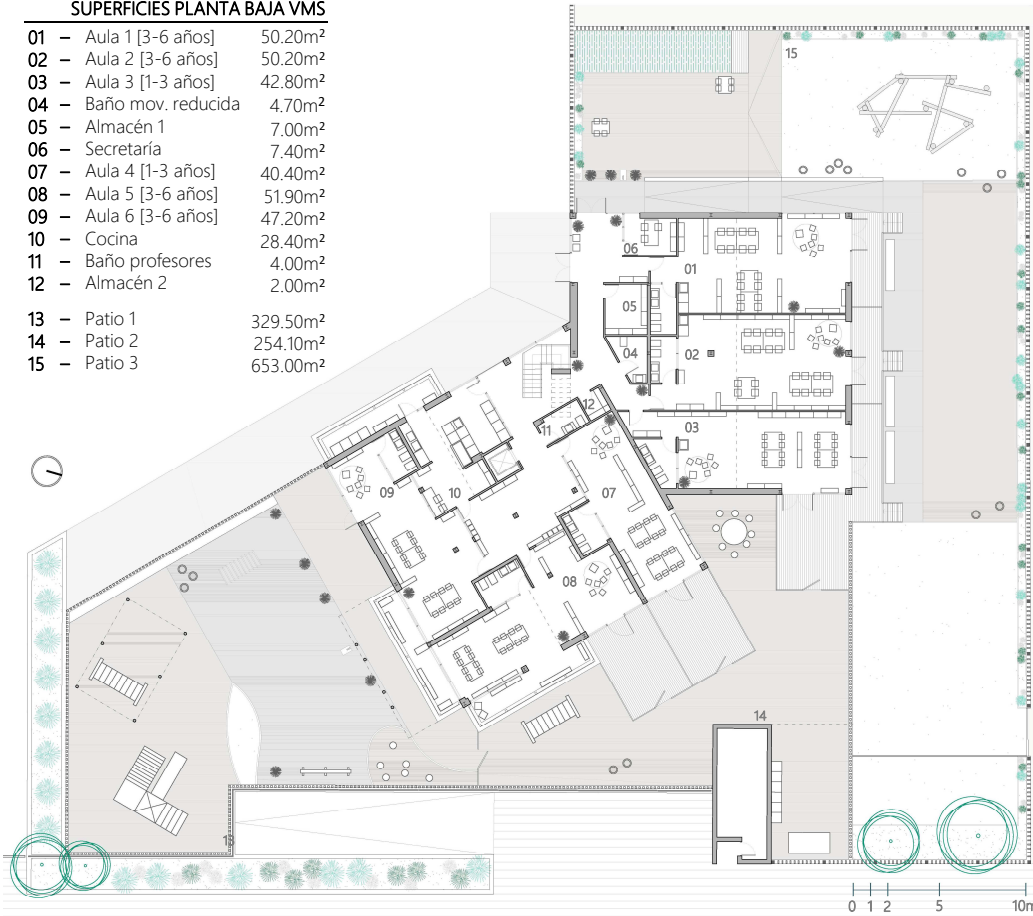 SUPERFICIES PLANTA BAJA VMS
01 – Aula 1 [3-6 años] 50.20m²
02 – Aula 2 [3-6 años] 50.20m²
03 – Aula 3 [1-3 años] 42.80m²
04 – Baño mov. reducida 4.70m²
05 – Almacén 1 7.00m²
06 – Secretaría 7.40m²
07 – Aula 4 [1-3 años] 40.40m²
08 – Aula 5 [3-6 años] 51.90m²
09 – Aula 6 [3-6 años] 47.20m²
10 – Cocina 28.40m²
11 – Baño profesores 4.00m²
12 – Almacén 2 2.00m²
13 – Patio 1 329.50m²
14 – Patio 2 254.10m²
15 – Patio 3 653.00m²
15
06
01
05
04
02
12
11
03
09
10
07
08
14
13
0 1 2 5 10m